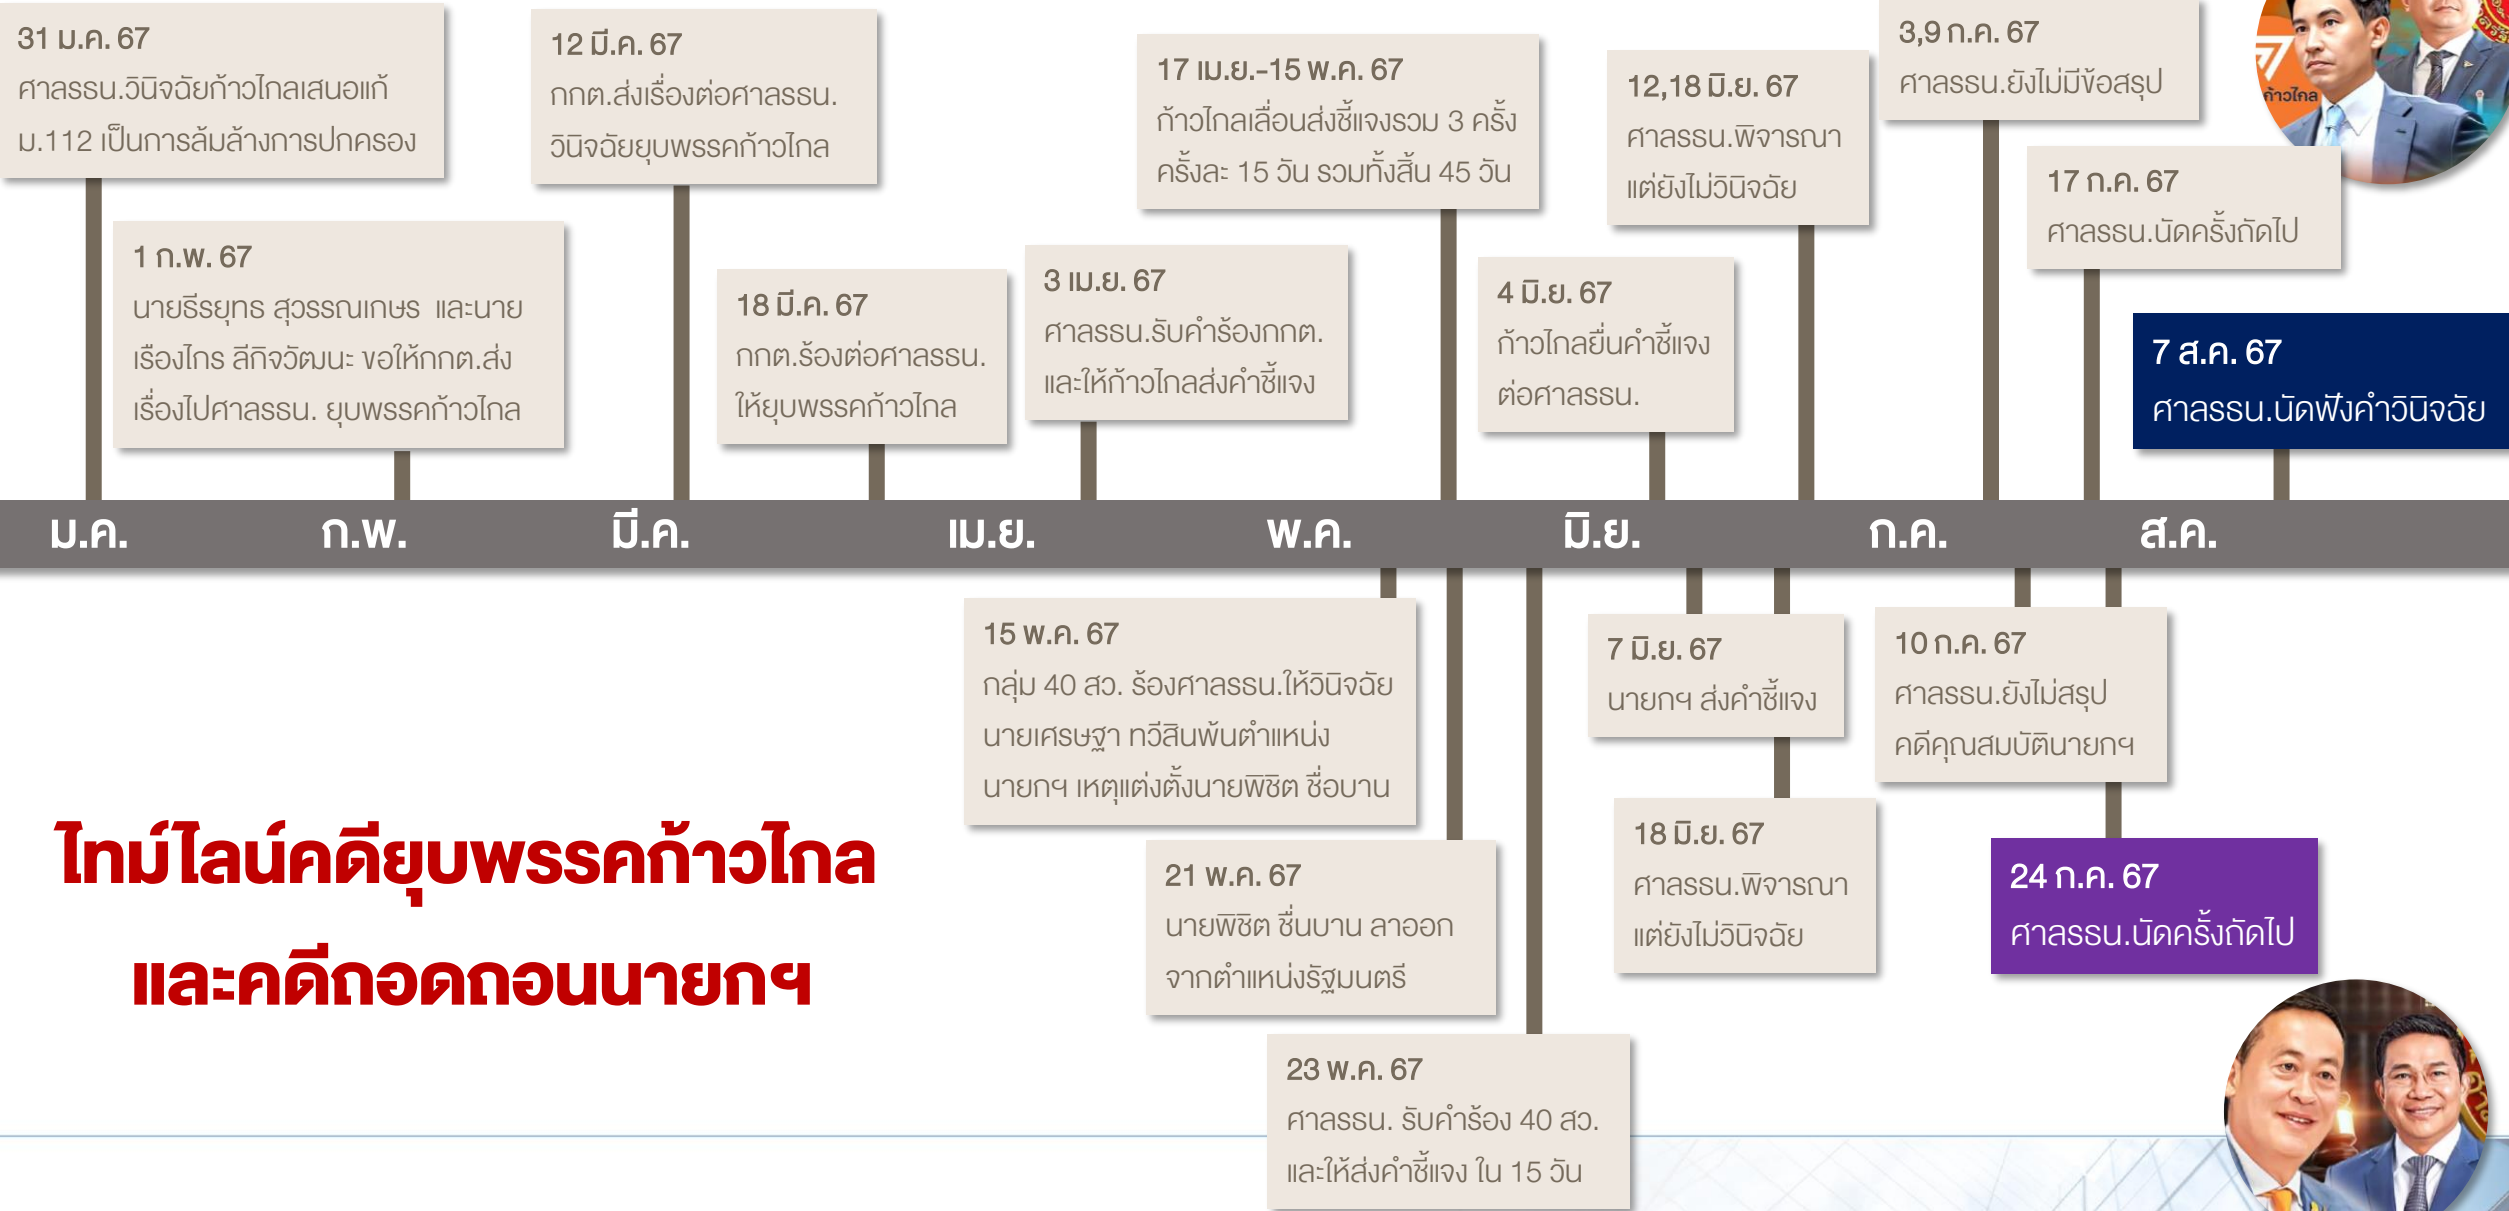 31 ม.ค. 67
ศาลรธน.วินิจฉัยก้าวไกลเสนอแก้
ม.112 เป็นการล้มล้างการปกครอง
1 ก.พ. 67
นายธีรยุทธ สุวรรณเกษร และนาย
เรืองไกร ลีกิจวัฒนะ ขอให้กกต.ส่ง
เรื่องไปศาลรธน. ยุบพรรคก้าวไกล
12 มี.ค. 67
กกต.ส่งเรื่องต่อศาลรธน.
วินิจฉัยยุบพรรคก้าวไกล
18 มี.ค. 67
กกต.ร้องต่อศาลรธน.
ให้ยุบพรรคก้าวไกล
3 เม.ย. 67
ศาลรธน.รับคำร้องกกต.
และให้ก้าวไกลส่งคำชี้แจง
17 เม.ย.-15 พ.ค. 67
ก้าวไกลเลื่อนส่งชี้แจงรวม 3 ครั้ง
ครั้งละ 15 วัน รวมทั้งสิ้น 45 วัน
4 มิ.ย. 67
ก้าวไกลยื่นคำชี้แจง
ต่อศาลรธน.
12,18 มิ.ย. 67
ศาลรธน.พิจารณา
แต่ยังไม่วินิจฉัย
3,9 ก.ค. 67
ศาลรธน.ยังไม่มีข้อสรุป
ก้าวไกล
17 ก.ค. 67
ศาลรธน.นัดครั้งถัดไป
7 ส.ค. 67
ศาลรธน.นัดฟังคำวินิจฉัย
ม.ค. ก.พ. มี.ค. เม.ย. พ.ค. มิ.ย. ก.ค. ส.ค.
15 พ.ค. 67
กลุ่ม 40 สว. ร้องศาลรธน.ให้วินิจฉัย
นายเศรษฐา ทวีสินพ้นตำแหน่ง
นายกฯ เหตุแต่งตั้งนายพิชิต ชื่อบาน
21 พ.ค. 67
นายพิชิต ชื่นบาน ลาออก
จากตำแหน่งรัฐมนตรี
23 พ.ค. 67
ศาลรธน. รับคำร้อง 40 สว.
และให้ส่งคำชี้แจง ใน 15 วัน
7 มิ.ย. 67
นายกฯ ส่งคำชี้แจง
18 มิ.ย. 67
ศาลรธน.พิจารณา
แต่ยังไม่วินิจฉัย
10 ก.ค. 67
ศาลรธน.ยังไม่สรุป
คดีคุณสมบัตินายกฯ
24 ก.ค. 67
ศาลรธน.นัดครั้งถัดไป
ไทม์ไลน์คดียุบพรรคก้าวไกล
และคดีถอดถอนนายกฯ